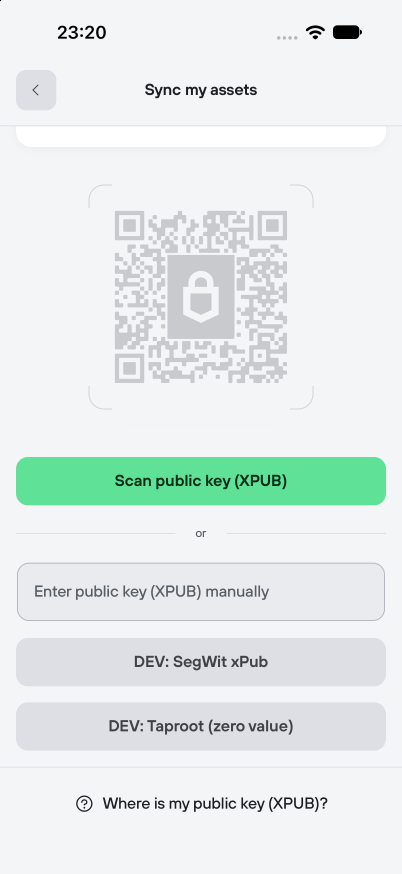 23:20
Sync my assets
Scan public key (XPUB)
or
Enter public key (XPUB) manually
DEV: SegWit xPub
DEV: Taproot (zero value)
Where is my public key (XPUB)?